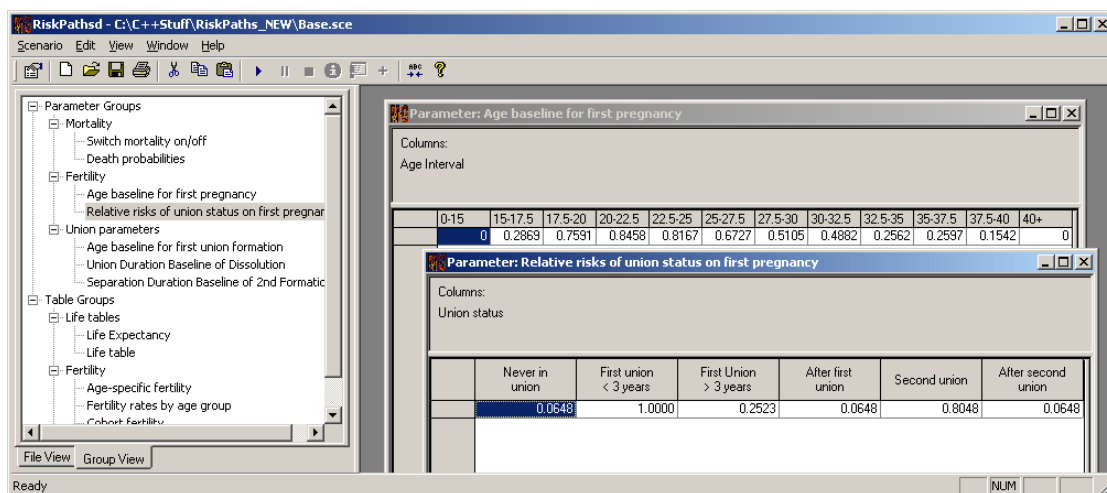 RiskPathsd - C:\C++Stuff\RiskPaths_NEW\Base.sce
Scenario Edit View Window Help
ABC
Parameter Groups
Mortality
Switch mortality on/off
Death probabilities
Fertility
Age baseline for first pregnancy
Relative risks of union status on first pregnar
Union parameters
Age baseline for first union formation
Union Duration Baseline of Dissolution
Separation Duration Baseline of 2nd Formatic
Table Groups
Life tables
Life Expectancy
Life table
Fertility
Age-specific fertility
Fertility rates by age group
Cohort fertility
File View Group View
Parameter: Age baseline for first pregnancy
Columns:
Age Interval
0-15 15-17.5 17.5-20 20-22.5 22.5-25 25-27.5 27.5-30 30-32.5 32.5-35 35-37.5 37.5-40 40+
0 0.2869 0.7591 0.8458 0.8167 0.6727 0.5105 0.4882 0.2562 0.2597 0.1542 0
Parameter: Relative risks of union status on first pregnancy
Columns:
Union status
Never in union First union < 3 years First Union > 3 years After first union Second union After second union
0.0648 1.0000 0.2523 0.0648 0.8048 0.0648
Ready NUM